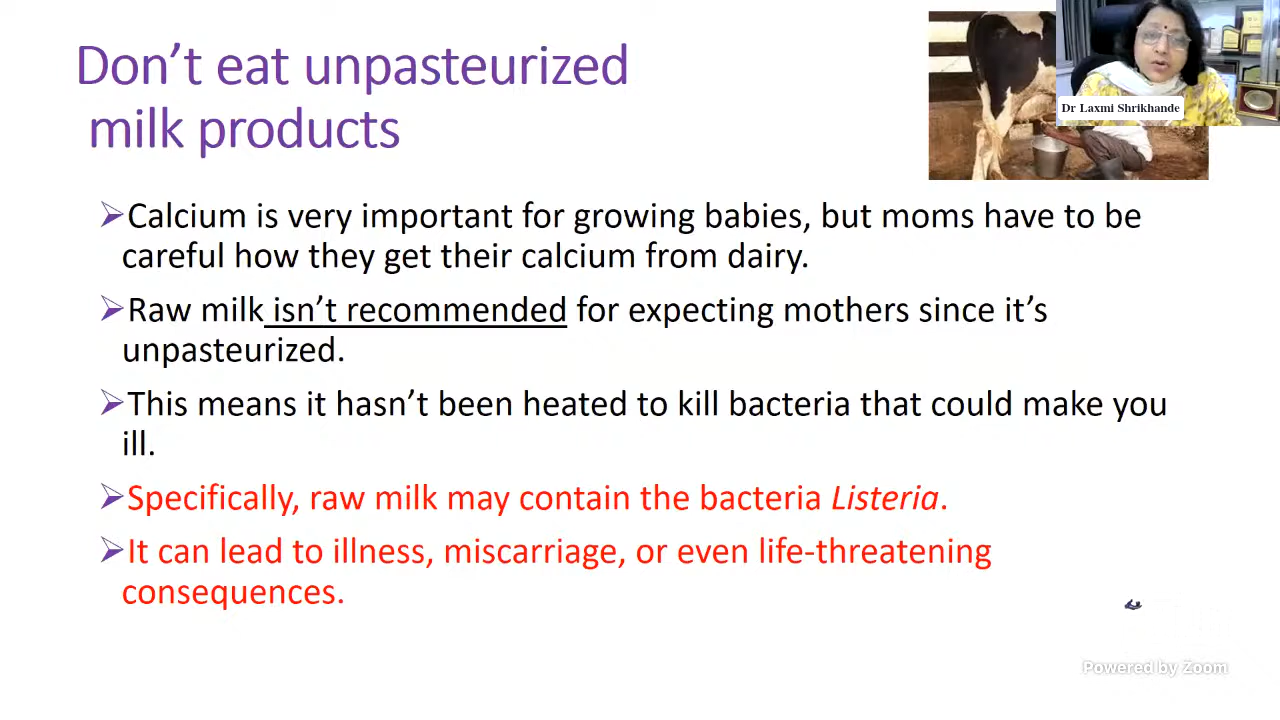 Don't eat unpasteurized
milk products
Dr Laxmi Shrikhande
➢Calcium is very important for growing babies, but moms have to be
careful how they get their calcium from dairy.
➢Raw milk isn't recommended for expecting mothers since it's
unpasteurized.
➢This means it hasn't been heated to kill bacteria that could make you
ill.
➢Specifically, raw milk may contain the bacteria Listeria.
➢It can lead to illness, miscarriage, or even life-threatening
consequences.
Powered by Zoom